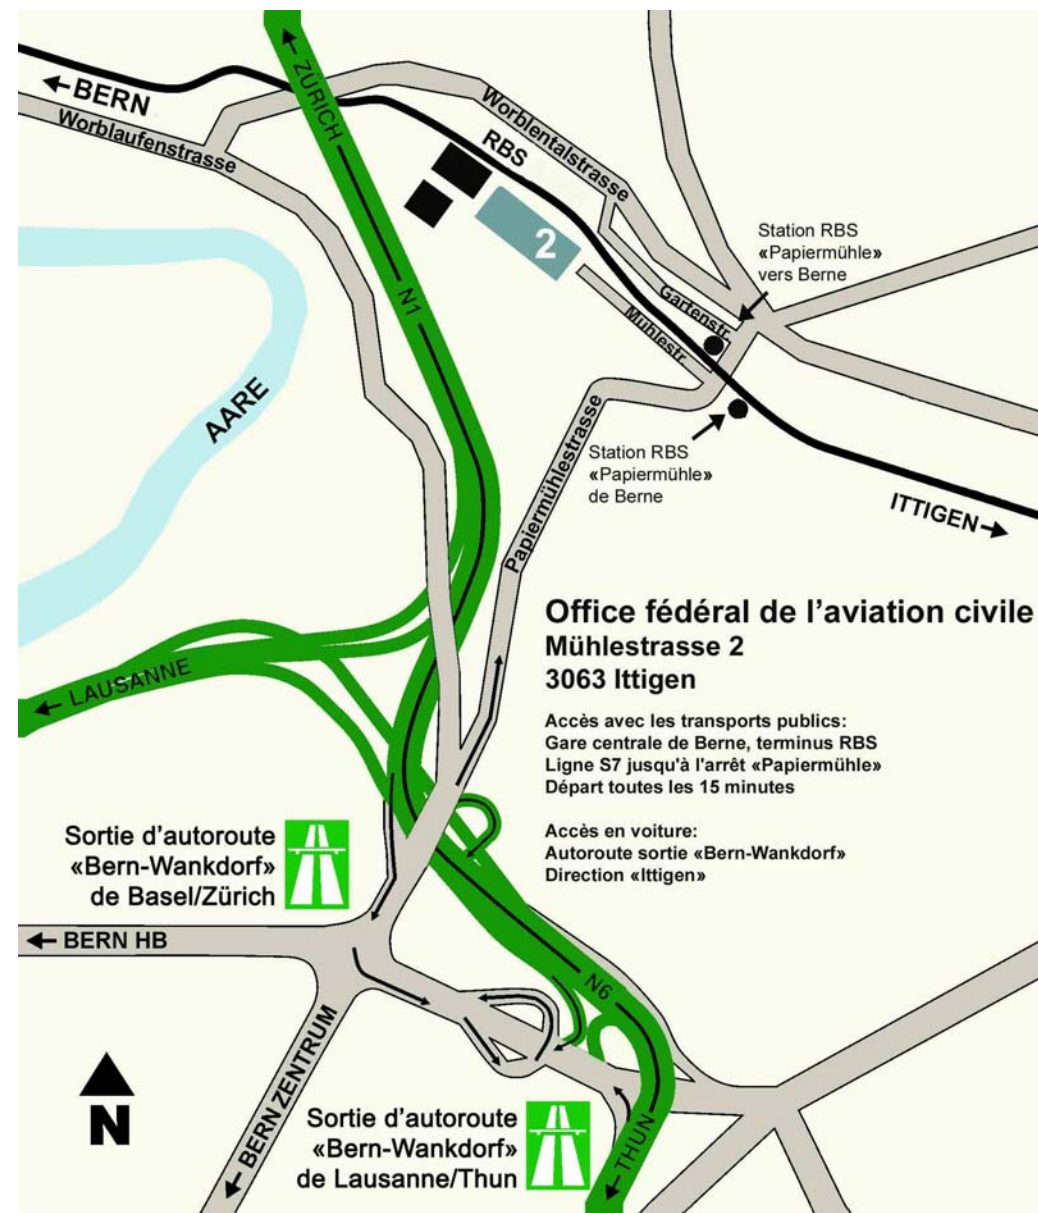 ZÜRICH
BERN
Worblaufenstrasse
Worblentalstrasse
RBS
2
Station RBS
«Papiermühle»
vers Berne
N1
Gartenstr.
Mühlestr.
AARE
Papiermühlestrasse
Station RBS
«Papiermühle»
de Berne
ITTIGEN
Office fédéral de l’aviation civile
Mühlestrasse 2
3063 Ittigen
LAUSANNE
Accès avec les transports publics:
Gare centrale de Berne, terminus RBS
Ligne S7 jusqu'à l'arrêt «Papiermühle»
Départ toutes les 15 minutes
Accès en voiture:
Autoroute sortie «Bern-Wankdorf»
Direction «Ittigen»
Sortie d’autoroute
«Bern-Wankdorf»
de Basel/Zürich
BERN HB
N6
BERN ZENTRUM
N
Sortie d’autoroute
«Bern-Wankdorf»
de Lausanne/Thun
THUN